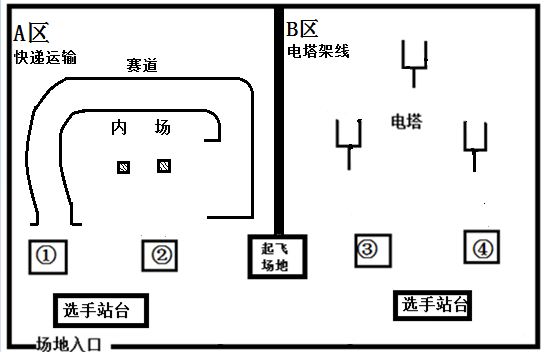 A区
快递运输
赛道
内 场
B区
电塔架线
电塔
①
②
起飞
场地
③
④
选手站台
选手站台
场地入口